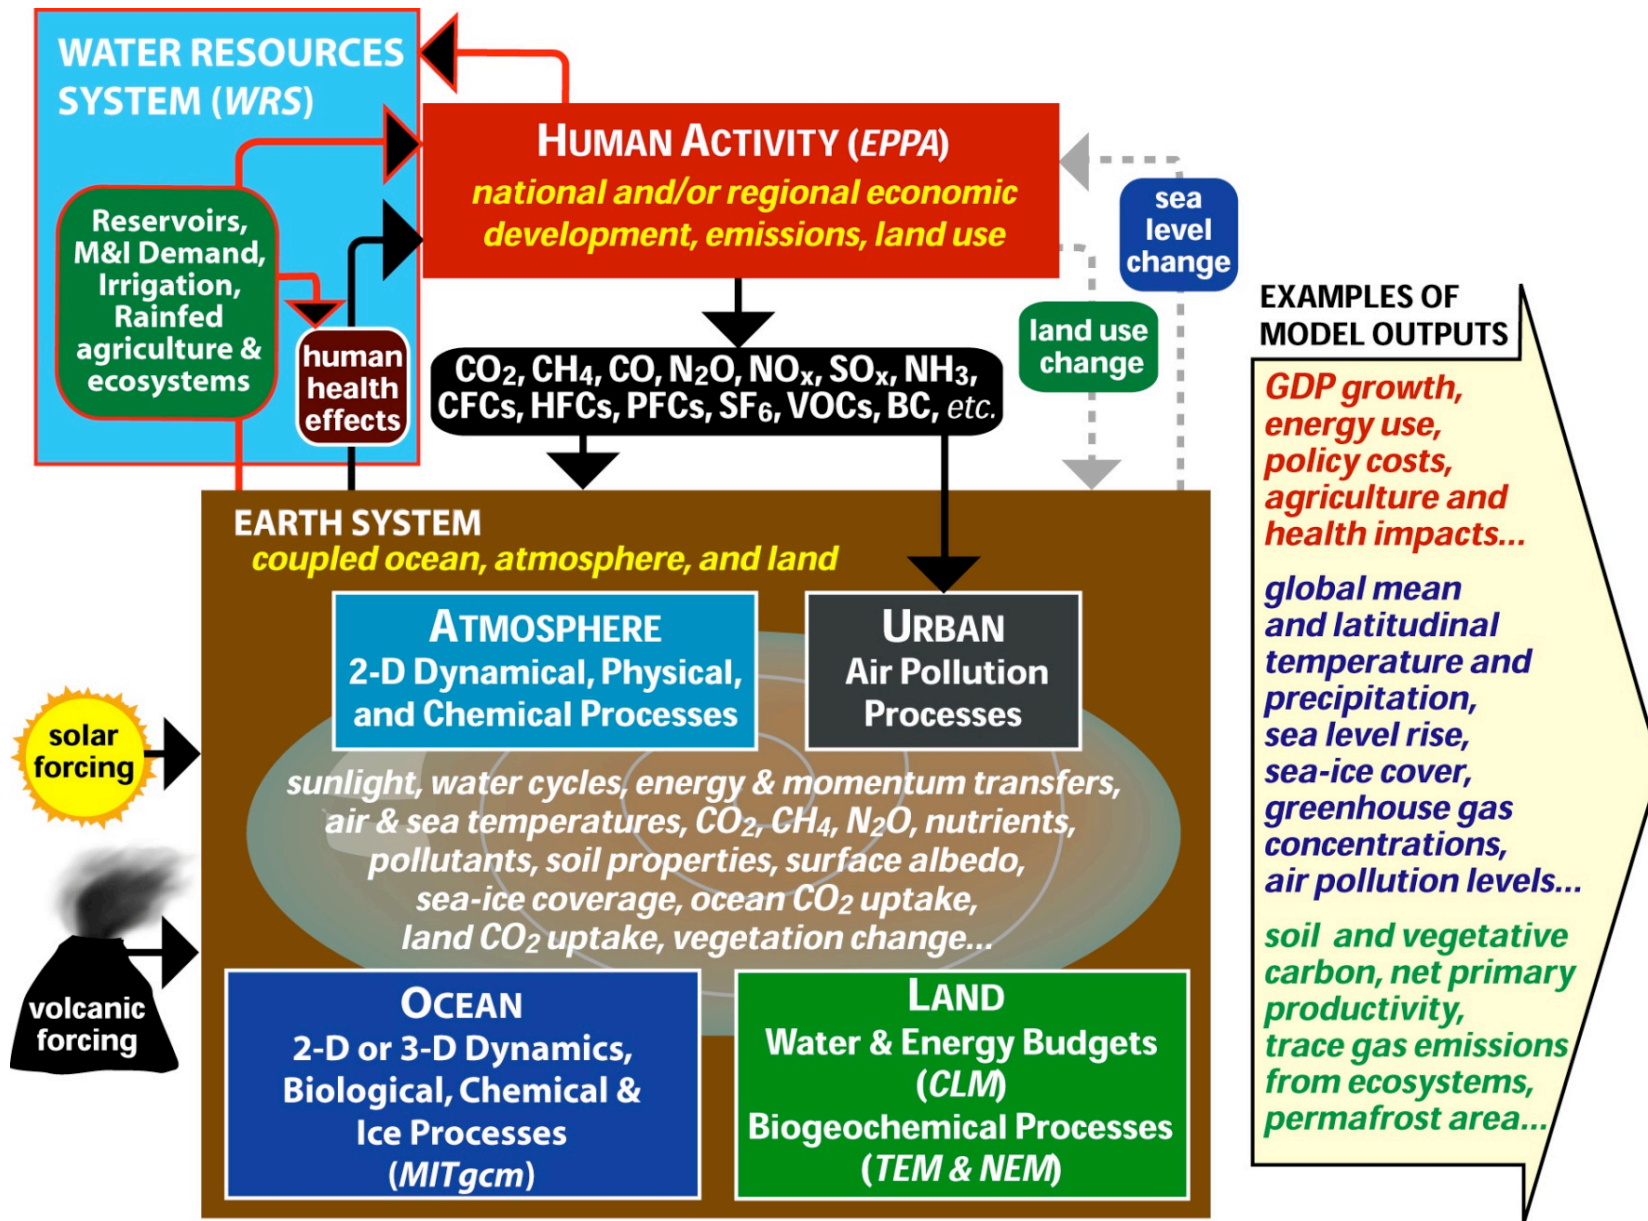 WATER RESOURCES
SYSTEM (WRS)
Reservoirs,
M&I Demand,
Irrigation,
Rainfed
agriculture &
ecosystems
human
health
effects
HUMAN ACTIVITY (EPPA)
national and/or regional economic
development, emissions, land use
CO₂, CH₄, CO, N₂O, NOₓ, SOₓ, NH₃,
CFCs, HFCs, PFCs, SF₆, VOCs, BC, etc.
land use
change
sea
level
change
EARTH SYSTEM
coupled ocean, atmosphere, and land
ATMOSPHERE
2-D Dynamical, Physical,
and Chemical Processes
URBAN
Air Pollution
Processes
solar
forcing
volcanic
forcing
sunlight, water cycles, energy & momentum transfers,
air & sea temperatures, CO₂, CH₄, N₂O, nutrients,
pollutants, soil properties, surface albedo,
sea-ice coverage, ocean CO₂ uptake,
land CO₂ uptake, vegetation change...
OCEAN
2-D or 3-D Dynamics,
Biological, Chemical &
Ice Processes
(MITgcm)
LAND
Water & Energy Budgets
(CLM)
Biogeochemical Processes
(TEM & NEM)
EXAMPLES OF
MODEL OUTPUTS
GDP growth,
energy use,
policy costs,
agriculture and
health impacts...
global mean
and latitudinal
temperature and
precipitation,
sea level rise,
sea-ice cover,
greenhouse gas
concentrations,
air pollution levels...
soil and vegetative
carbon, net primary
productivity,
trace gas emissions
from ecosystems,
permafrost area...